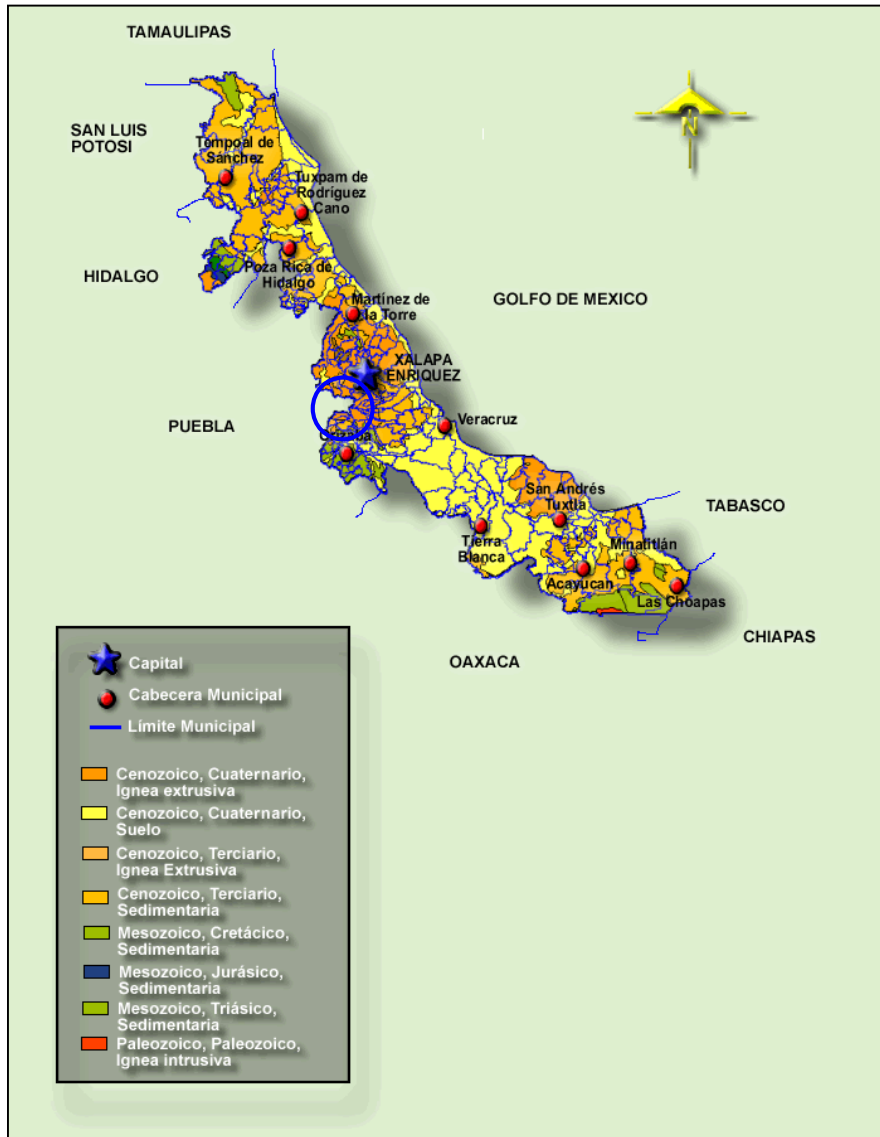 TAMAULIPAS
SAN LUIS
POTOSI
Tempoal de
Sánchez
Tuxpam de
Rodríguez
Cano
N
HIDALGO
Poza Rica de
Hidalgo
Martínez de
la Torre
GOLFO DE MEXICO
XALAPA
ENRIQUEZ
PUEBLA
Veracruz
Orizaba
San Andrés
Tuxtla
TABASCO
Tierra
Blanca
Minatitlán
Acayucan
Las Choapas
CHIAPAS
OAXACA
Capital
Cabecera Municipal
Límite Municipal
Cenozoico, Cuaternario,
Ignea extrusiva
Cenozoico, Cuaternario,
Suelo
Cenozoico, Terciario,
Ignea Extrusiva
Cenozoico, Terciario,
Sedimentaria
Mesozoico, Cretácico,
Sedimentaria
Mesozoico, Jurásico,
Sedimentaria
Mesozoico, Triásico,
Sedimentaria
Paleozoico, Paleozoico,
Ignea intrusiva